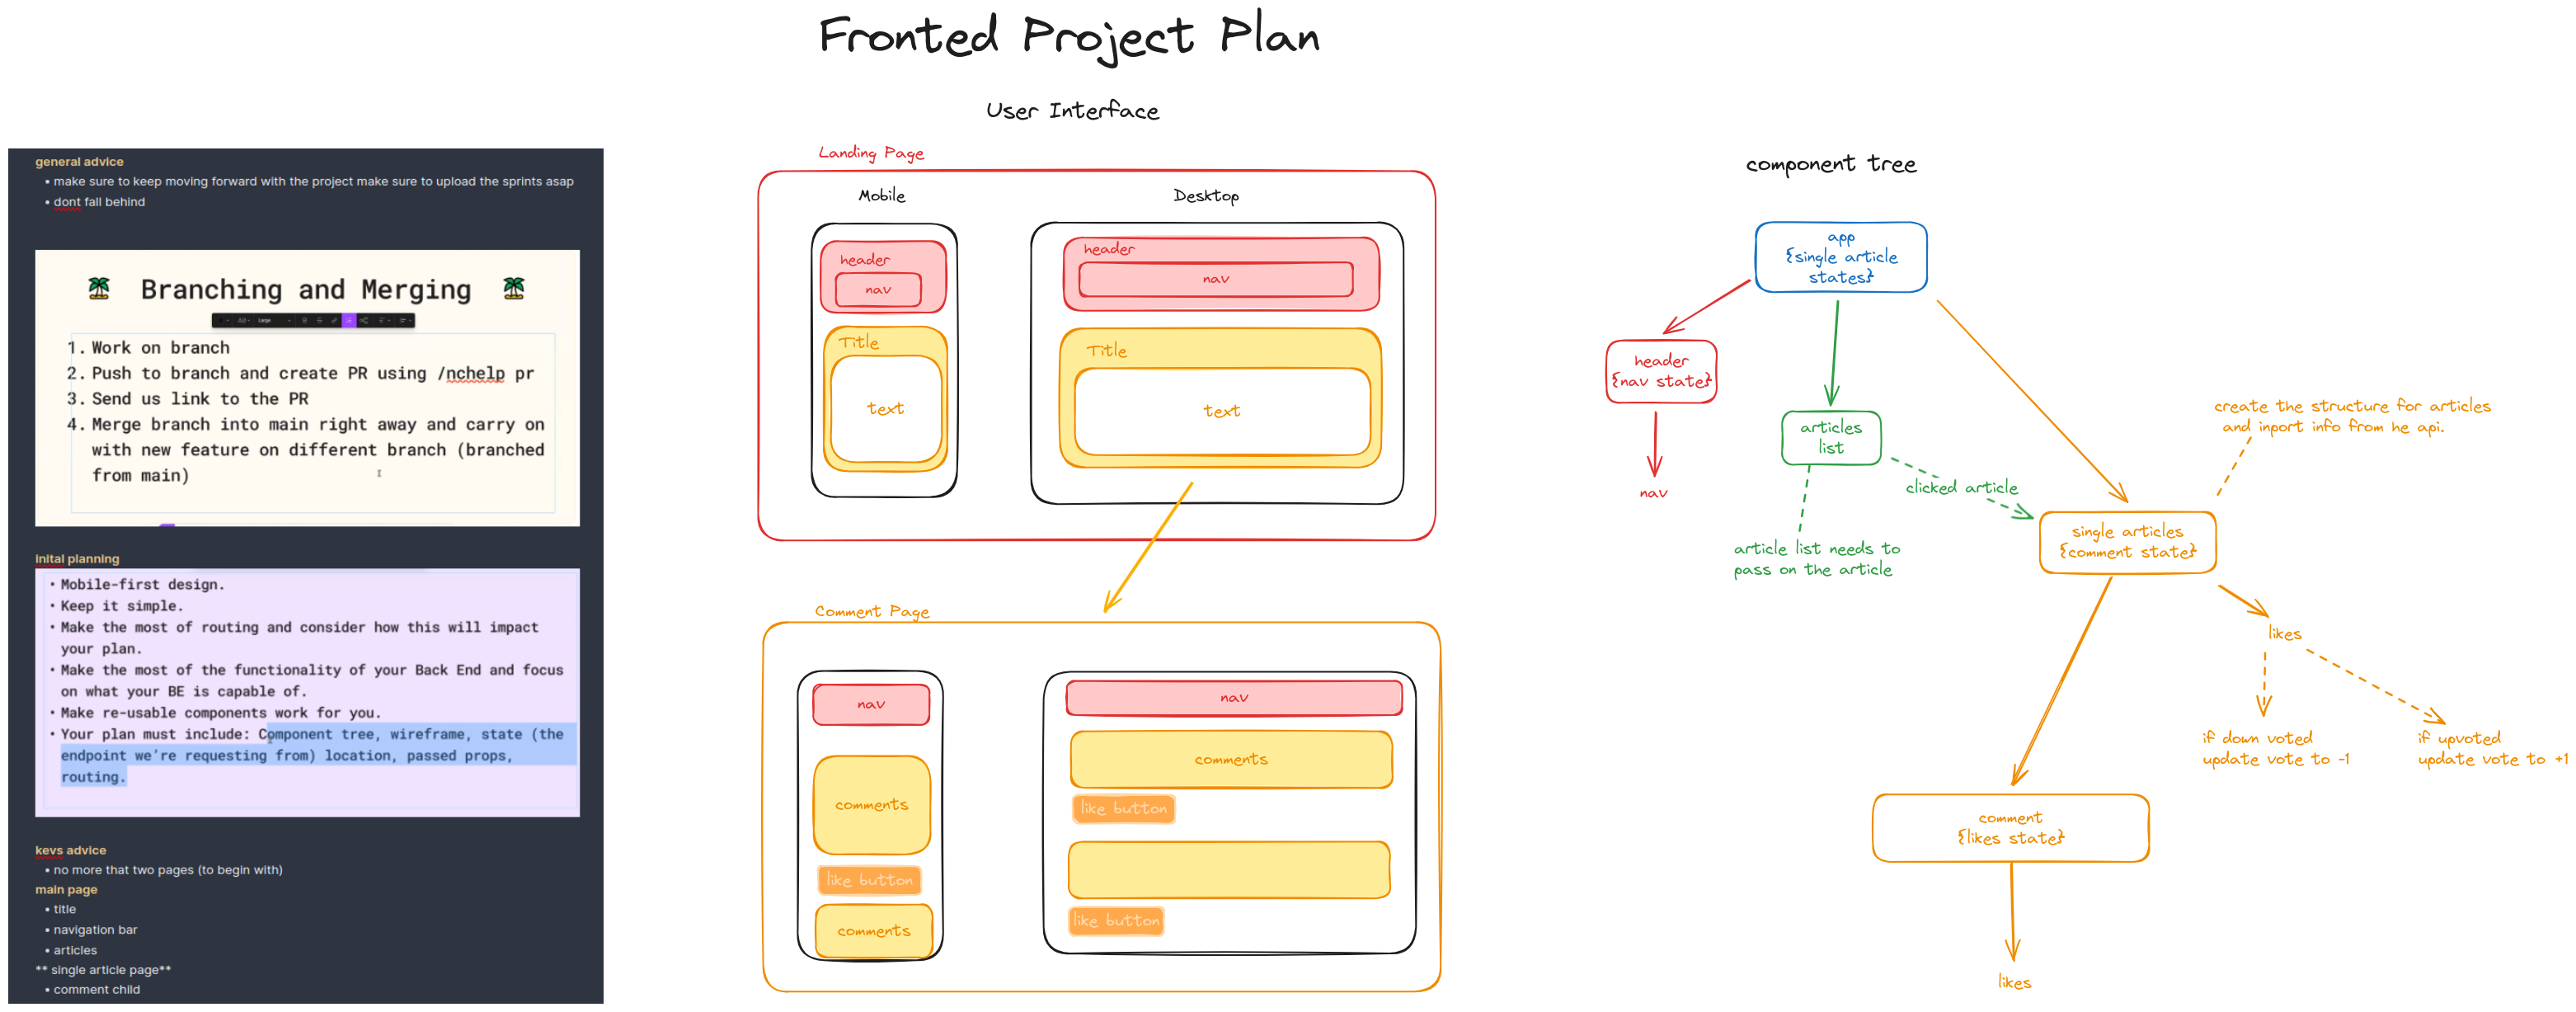 Fronted Project Plan
general advice
• make sure to keep moving forward with the project make sure to upload the sprints asap
• dont fall behind
Branching and Merging
Large
1. Work on branch
2. Push to branch and create PR using /nchelp pr
3. Send us link to the PR
4. Merge branch into main right away and carry on
with new feature on different branch (branched
from main)
inital planning
• Mobile-first design.
• Keep it simple.
• Make the most of routing and consider how this will impact
your plan.
• Make the most of the functionality of your Back End and focus
on what your BE is capable of.
• Make re-usable components work for you.
• Your plan must include: Component tree, wireframe, state (the
endpoint we're requesting from) location, passed props,
routing.
kevs advice
• no more that two pages (to begin with)
main page
• title
• navigation bar
• articles
** single article page**
• comment child
User Interface
Landing Page
Mobile
header
nav
Title
text
Desktop
header
nav
Title
text
Comment Page
nav
comments
like button
comments
nav
comments
like button
like button
component tree
app
{single article
states}
header
{nav state}
nav
articles
list
clicked article
article list needs to
pass on the article
create the structure for articles
and inport info from he api.
single articles
{comment state}
likes
if down voted
update vote to -1
if upvoted
update vote to +1
comment
{likes state}
likes